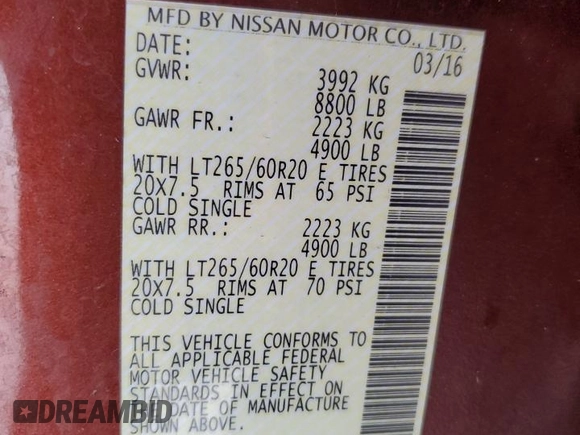 MFD BY NISSAN MOTOR CO., LTD.
DATE: 03/16
GVWR: 3992 KG
8800 LB
GAWR FR.: 2223 KG
4900 LB
WITH LT265/60R20 E TIRES
20X7.5 RIMS AT 65 PSI
COLD SINGLE
GAWR RR.: 2223 KG
4900 LB
WITH LT265/60R20 E TIRES
20X7.5 RIMS AT 70 PSI
COLD SINGLE
THIS VEHICLE CONFORMS TO
ALL APPLICABLE FEDERAL
MOTOR VEHICLE SAFETY
STANDARDS IN EFFECT ON
DATE OF MANUFACTURE
SHOWN ABOVE.
DREAMBID